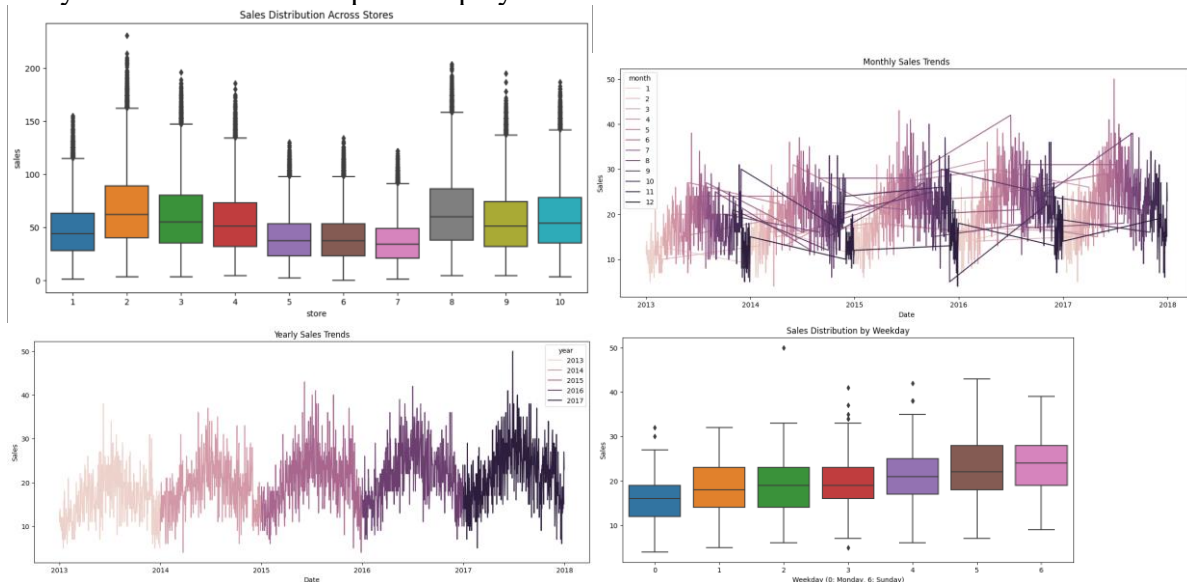 Sales Distribution Across Stores
200
150
100
50
0
sales
1 2 3 4 5 6 7 8 9 10
store
Monthly Sales Trends
month
1
2
3
4
5
6
7
8
9
10
11
12
50
40
30
20
10
Sales
2013 2014 2015 2016 2017 2018
Date
Yearly Sales Trends
year
2013
2014
2015
2016
2017
50
40
30
20
10
Sales
2013 2014 2015 2016 2017 2018
Date
Sales Distribution by Weekday
50
40
30
20
10
Sales
0 1 2 3 4 5 6
Weekday (0: Monday, 6: Sunday)